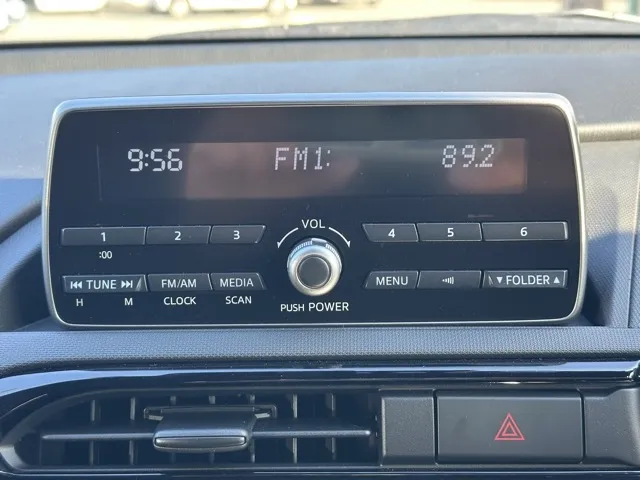 9:56 FM1: 89.2
VOL
1 2 3 4 5 6
:00
TUNE FM/AM MEDIA MENU FOLDER
H M CLOCK SCAN PUSH POWER